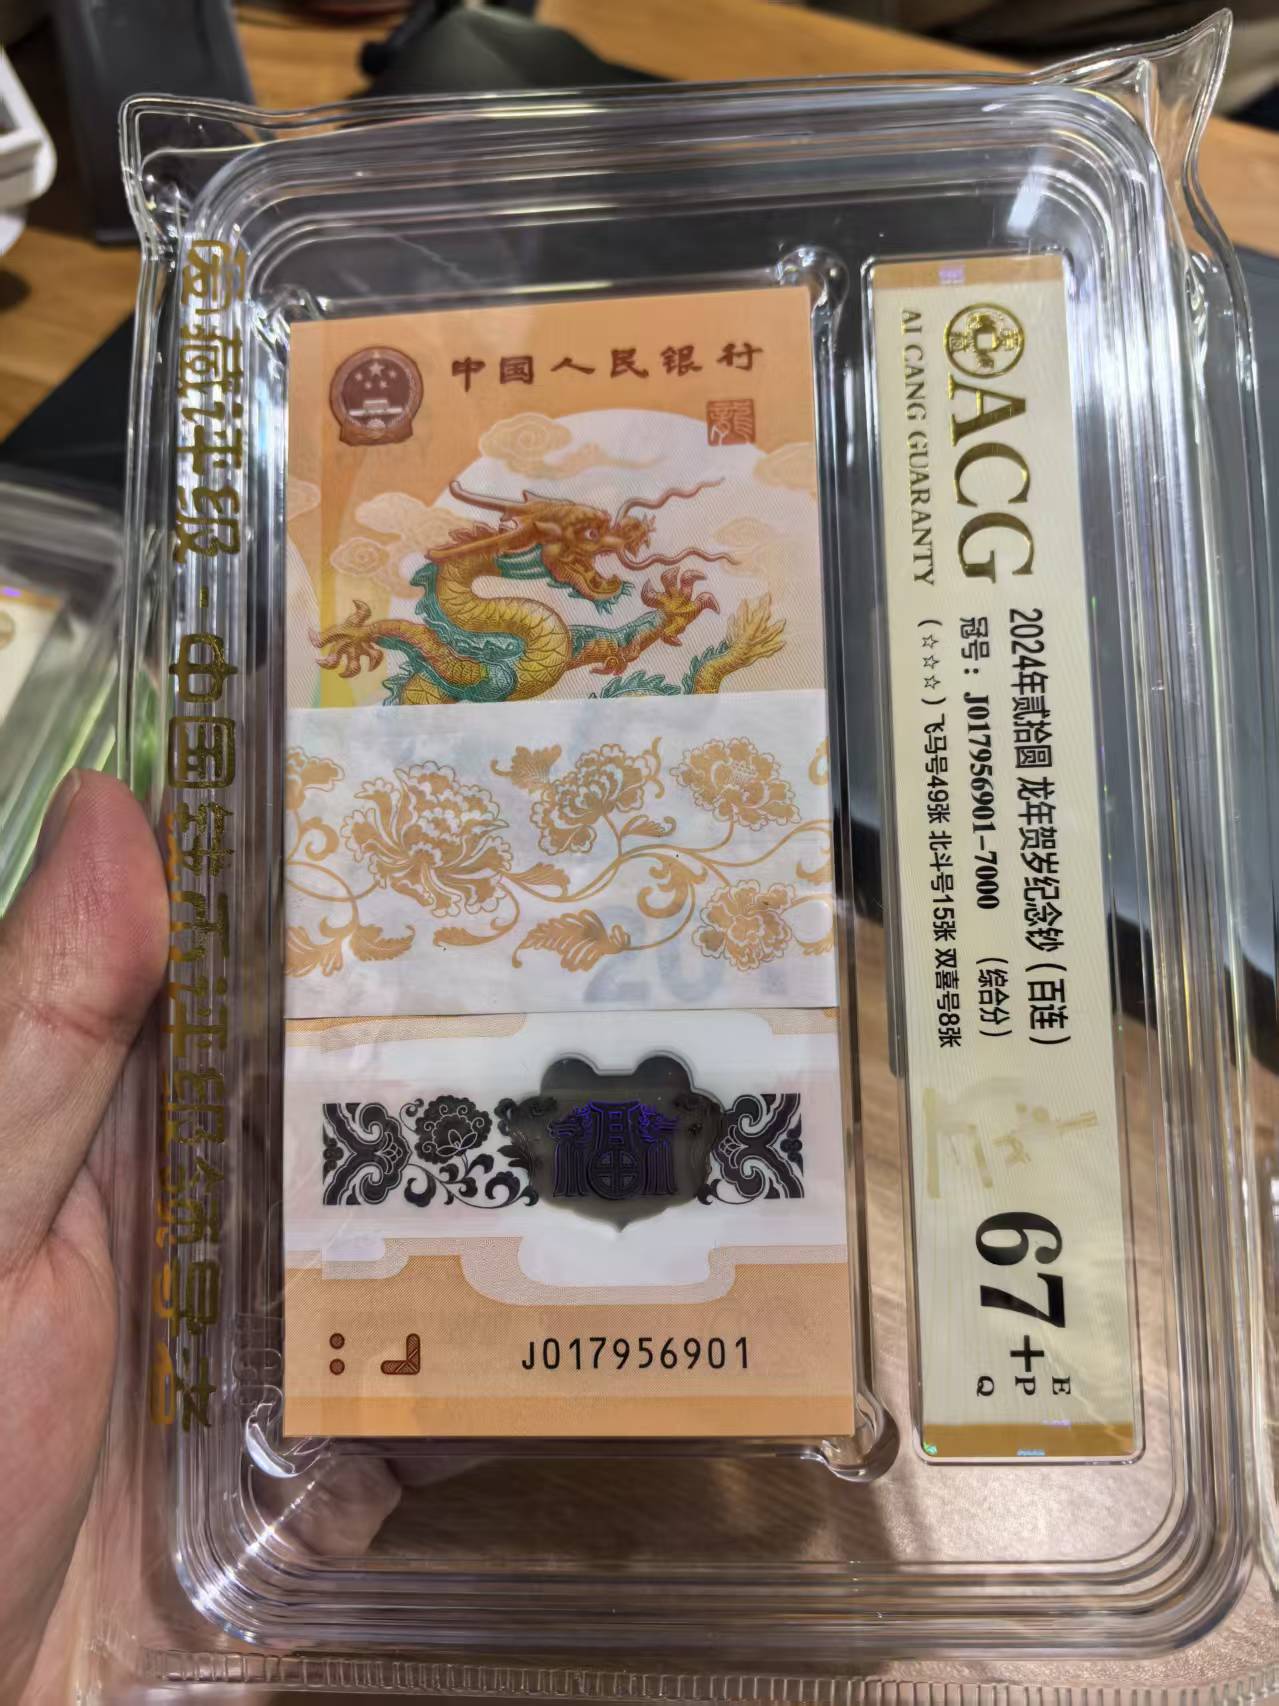 爱藏评级-中国钱币评级领导者
中国人民银行
龍
J017956901
ACG
AI CANG GUARANTY
2024年贰拾圆 龙年贺岁纪念钞(百连)
冠号:J017956901-7000 (综合分)
(☆☆☆)飞马号49张 北斗号15张 双喜号8张
67+
E
P
Q